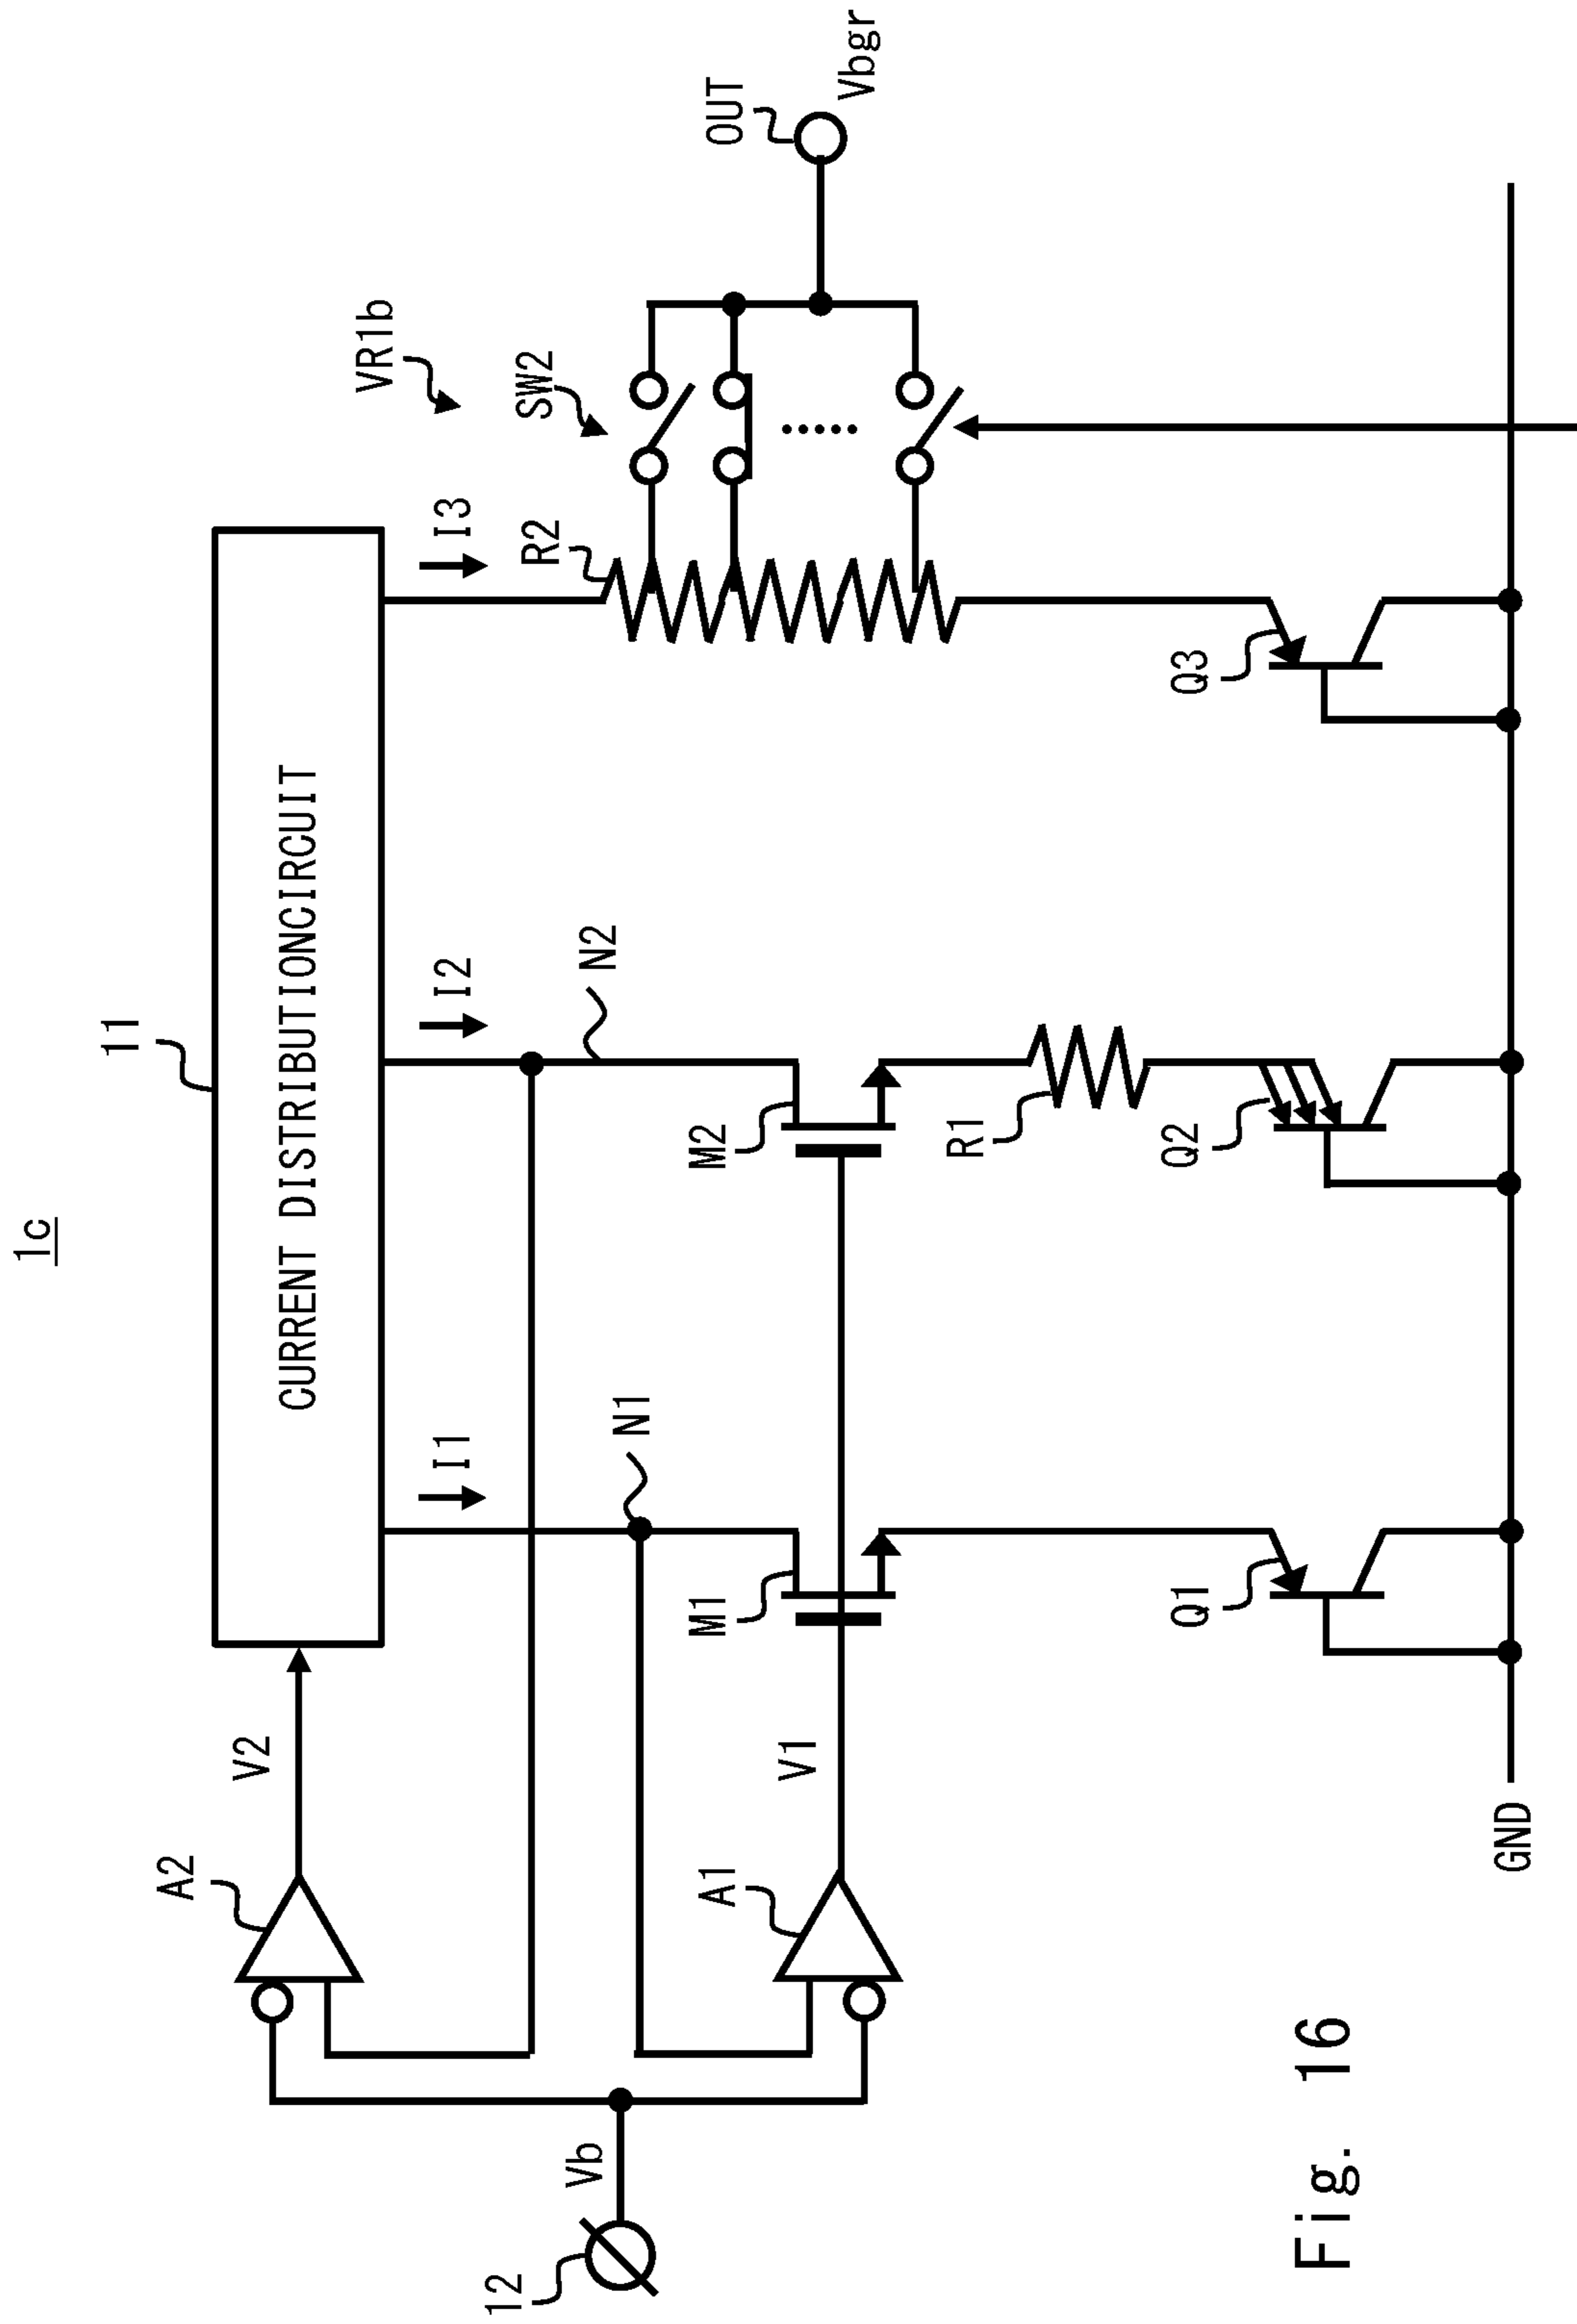 1c
11
CURRENT DISTRIBUTIONCIRCUIT
A2
V2
I1
I2
I3
VR1b
SW2
R2
N1
N2
OUT
Vbgr
12
Vb
A1
V1
M1
M2
R1
Q1
Q2
Q3
GND
Fig. 16